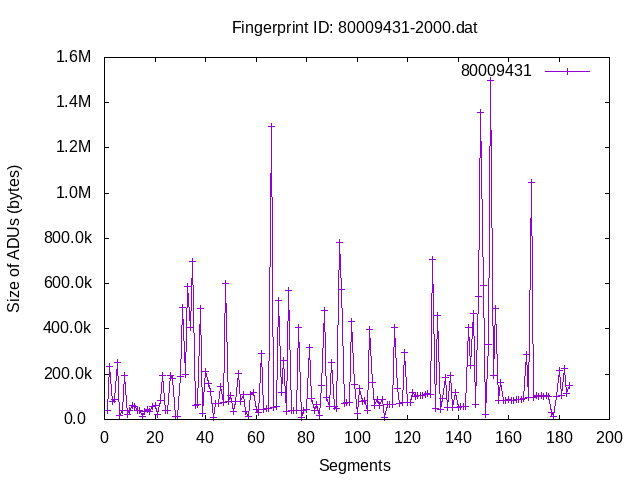 Fingerprint ID: 80009431-2000.dat
1.6M
80009431
1.4M
1.2M
1.0M
800.0k
600.0k
400.0k
200.0k
0.0
Size of ADUs (bytes)
0 20 40 60 80 100 120 140 160 180 200
Segments